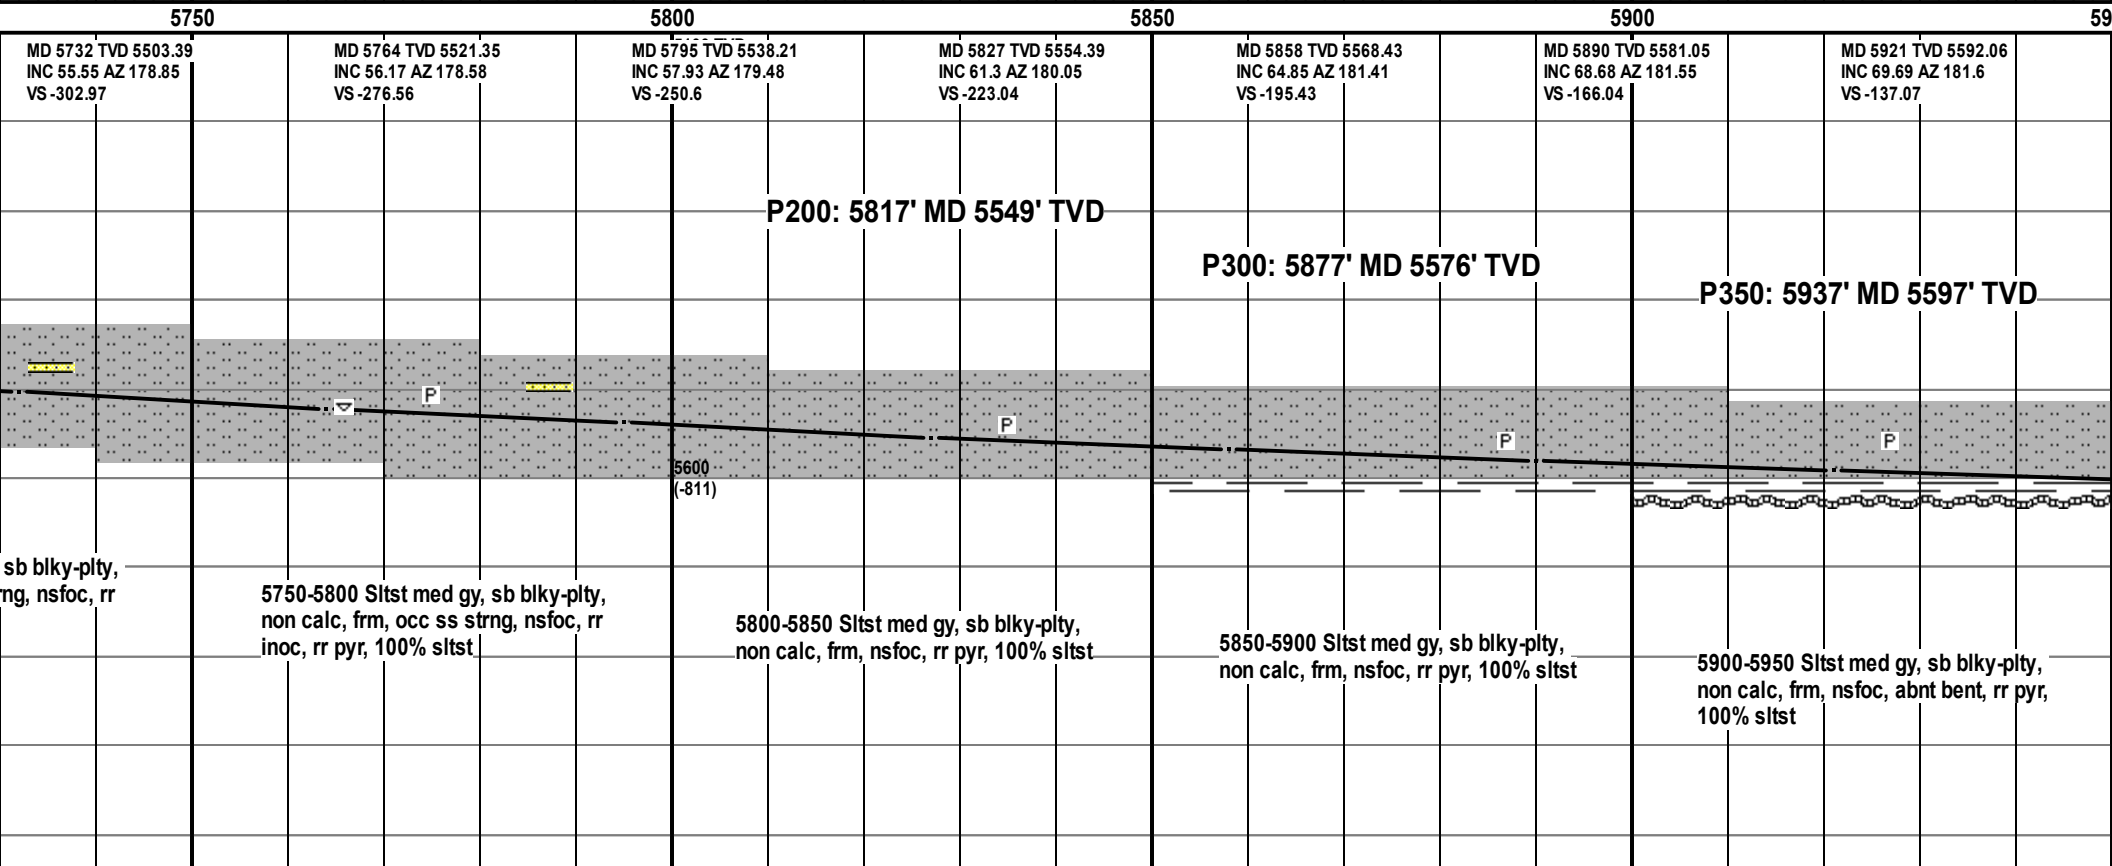 5750
5800
5850
5900
59
MD 5732 TVD 5503.39
INC 55.55 AZ 178.85
VS -302.97
MD 5764 TVD 5521.35
INC 56.17 AZ 178.58
VS -276.56
MD 5795 TVD 5538.21
INC 57.93 AZ 179.48
VS -250.6
MD 5827 TVD 5554.39
INC 61.3 AZ 180.05
VS -223.04
MD 5858 TVD 5568.43
INC 64.85 AZ 181.41
VS -195.43
MD 5890 TVD 5581.05
INC 68.68 AZ 181.55
VS -166.04
MD 5921 TVD 5592.06
INC 69.69 AZ 181.6
VS -137.07
P200: 5817' MD 5549' TVD
P300: 5877' MD 5576' TVD
P350: 5937' MD 5597' TVD
P
P
P
P
5600
(-811)
sb blky-plty,
rng, nsfoc, rr
5750-5800 Sltst med gy, sb blky-plty,
non calc, frm, occ ss strng, nsfoc, rr
inoc, rr pyr, 100% sltst
5800-5850 Sltst med gy, sb blky-plty,
non calc, frm, nsfoc, rr pyr, 100% sltst
5850-5900 Sltst med gy, sb blky-plty,
non calc, frm, nsfoc, rr pyr, 100% sltst
5900-5950 Sltst med gy, sb blky-plty,
non calc, frm, nsfoc, abnt bent, rr pyr,
100% sltst